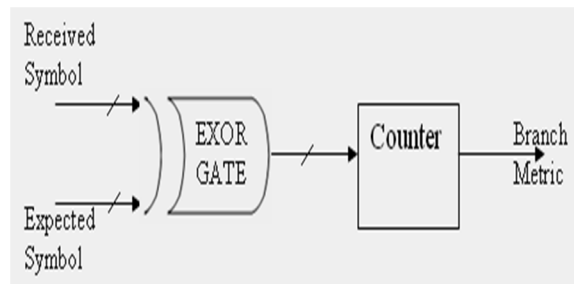 Received
Symbol
EXOR
GATE
Counter
Branch
Metric
Expected
Symbol